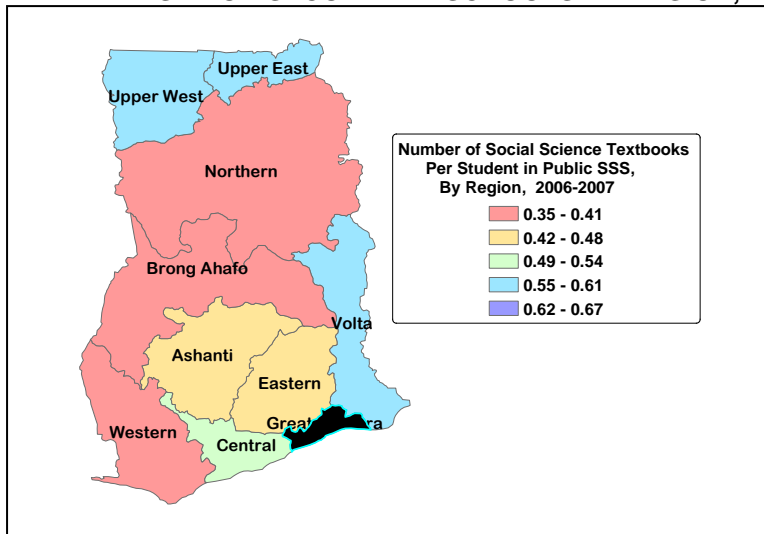 Upper East
Upper West
Northern
Brong Ahafo
Volta
Ashanti
Eastern
Western
Central
Number of Social Science Textbooks
Per Student in Public SSS,
By Region, 2006-2007
0.35 - 0.41
0.42 - 0.48
0.49 - 0.54
0.55 - 0.61
0.62 - 0.67